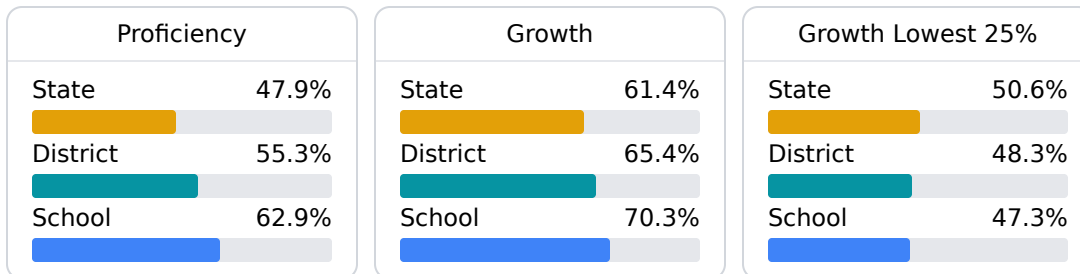 Proficiency
State 47.9%
District 55.3%
School 62.9%
Growth
State 61.4%
District 65.4%
School 70.3%
Growth Lowest 25%
State 50.6%
District 48.3%
School 47.3%